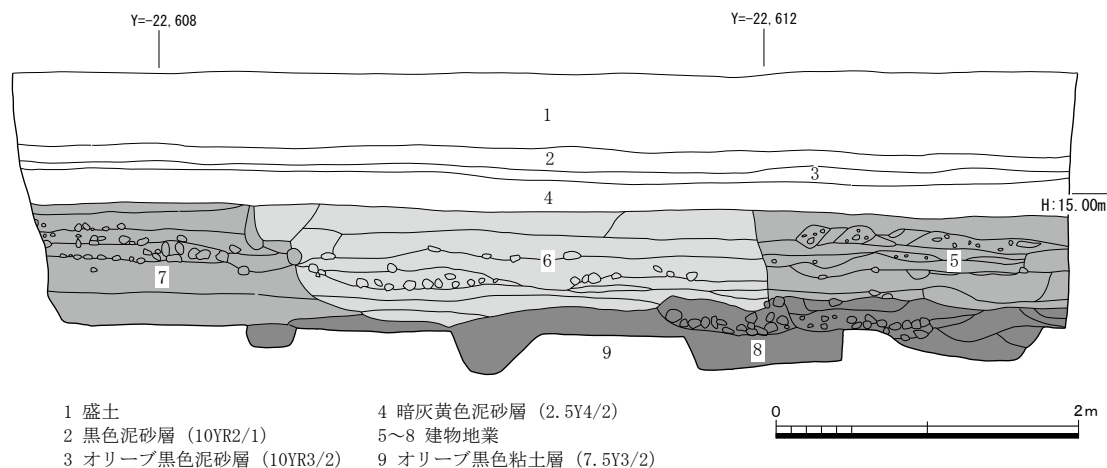 Y=-22,608 Y=-22,612
1
2
3
4
H:15.00m
5
6
7
8
9
1 盛土
2 黒色泥砂層 (10YR2/1)
3 オリーブ黒色泥砂層 (10YR3/2)
4 暗灰黄色泥砂層 (2.5Y4/2)
5～8 建物地業
9 オリーブ黒色粘土層 (7.5Y3/2)
0 2m